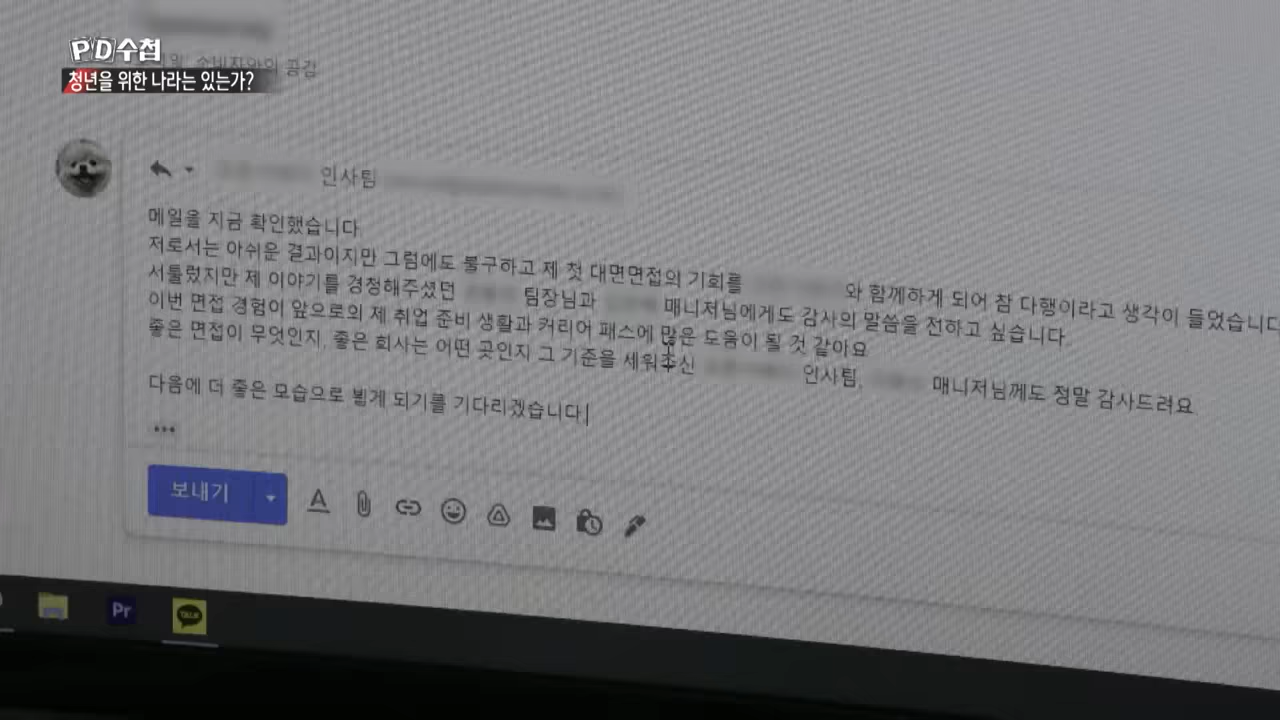 PD수첩
청년을 위한 나라는 있는가?
소비자와의 공감
인사팀
메일을 지금 확인했습니다
저로서는 아쉬운 결과이지만 그럼에도 불구하고 제 첫 대면면접의 기회를 와 함께하게 되어 참 다행이라고 생각이 들었습니다
서툴렀지만 제 이야기를 경청해주셨던 팀장님과 매니저님에게도 감사의 말씀을 전하고 싶습니다.
이번 면접 경험이 앞으로의 제 취업 준비 생활과 커리어 패스에 많은 도움이 될 것 같아요
좋은 면접이 무엇인지, 좋은 회사는 어떤 곳인지 그 기준을 세워주신 인사팀, 매니저님께도 정말 감사드려요
다음에 더 좋은 모습으로 뵐게 되기를 기다리겠습니다
보내기
Pr
TALK